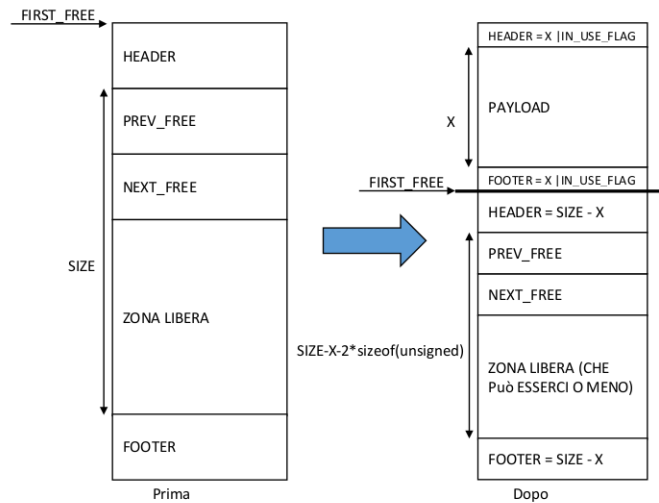 FIRST_FREE
HEADER
PREV_FREE
NEXT_FREE
SIZE
ZONA LIBERA
FOOTER
Prima
HEADER = X |IN_USE_FLAG
PAYLOAD
X
FOOTER = X |IN_USE_FLAG
FIRST_FREE
HEADER = SIZE - X
PREV_FREE
NEXT_FREE
SIZE-X-2*sizeof(unsigned)
ZONA LIBERA (CHE
Può ESSERCI O MENO)
FOOTER = SIZE - X
Dopo